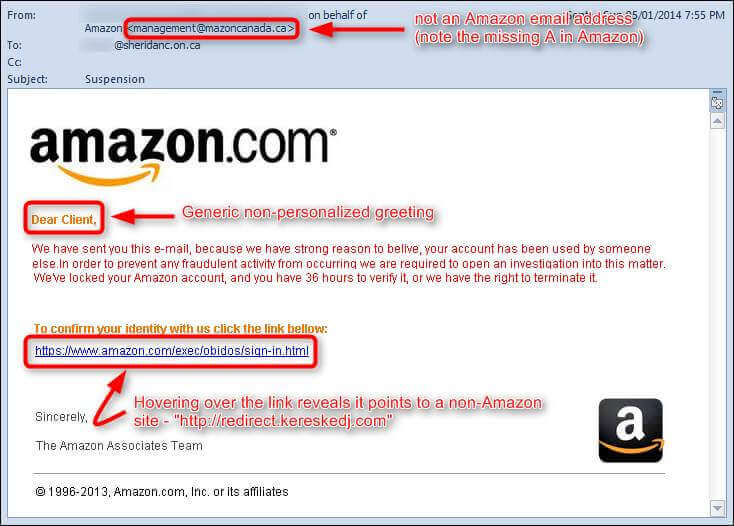 From: on behalf of
Amazon <management@mazoncanada.ca>
not an Amazon email address
(note the missing A in Amazon)
Sun 05/01/2014 7:55 PM
To: @sheridanc.on.ca
Cc:
Subject: Suspension
amazon.com®
Dear Client,
Generic non-personalized greeting
We have sent you this e-mail, because we have strong reason to belive, your account has been used by someone
else.In order to prevent any fraudulent activity from occurring we are required to open an investigation into this matter.
We've locked your Amazon account, and you have 36 hours to verify it, or we have the right to terminate it.
To confirm your identity with us click the link bellow:
https://www.amazon.com/exec/obidos/sign-in.html
Hovering over the link reveals it points to a non-Amazon
site - "http://redirect.kereskedj.com"
Sincerely,
The Amazon Associates Team
a
© 1996-2013, Amazon.com, Inc. or its affiliates